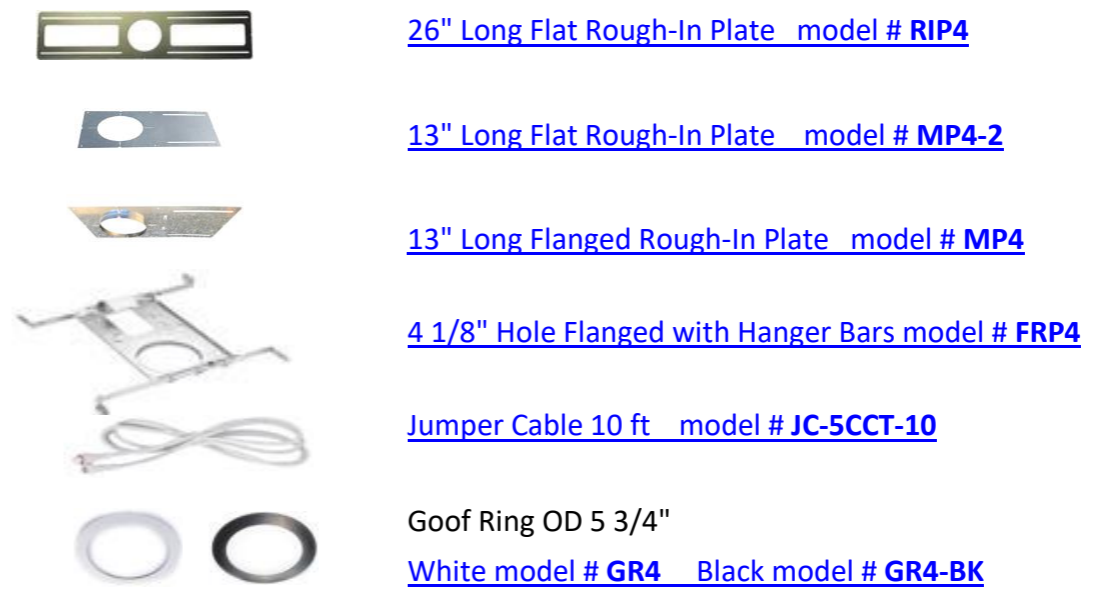 26" Long Flat Rough-In Plate model # RIP4
13" Long Flat Rough-In Plate model # MP4-2
13" Long Flanged Rough-In Plate model # MP4
4 1/8" Hole Flanged with Hanger Bars model # FRP4
Jumper Cable 10 ft model # JC-5CCT-10
Goof Ring OD 5 3/4"
White model # GR4 Black model # GR4-BK